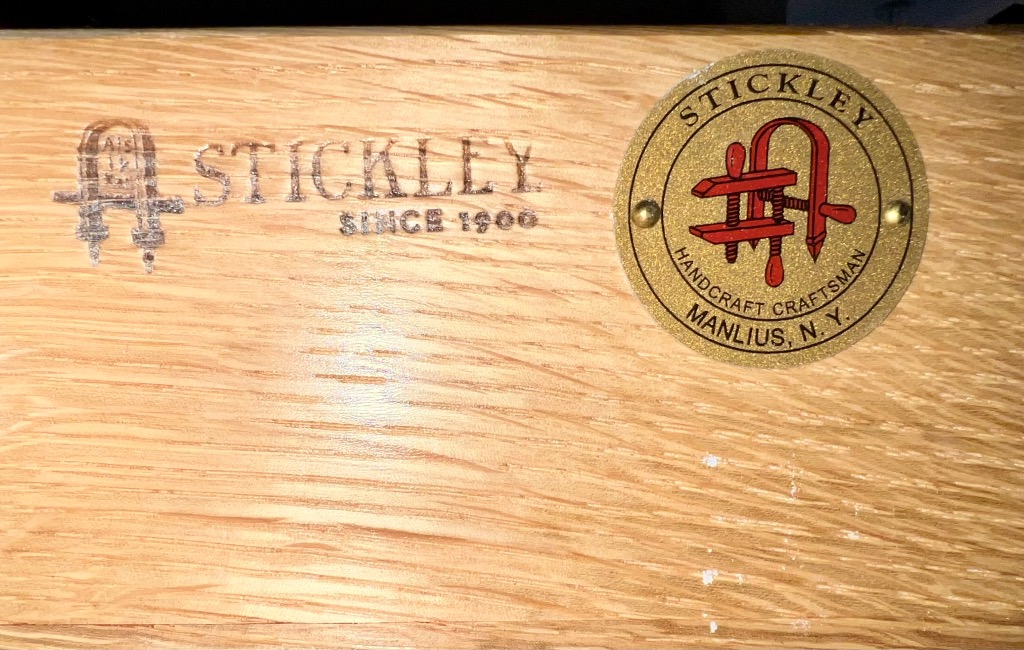 STICKLEY
SINCE 1900
STICKLEY
HANDCRAFT CRAFTSMAN
MANLIUS, N. Y.